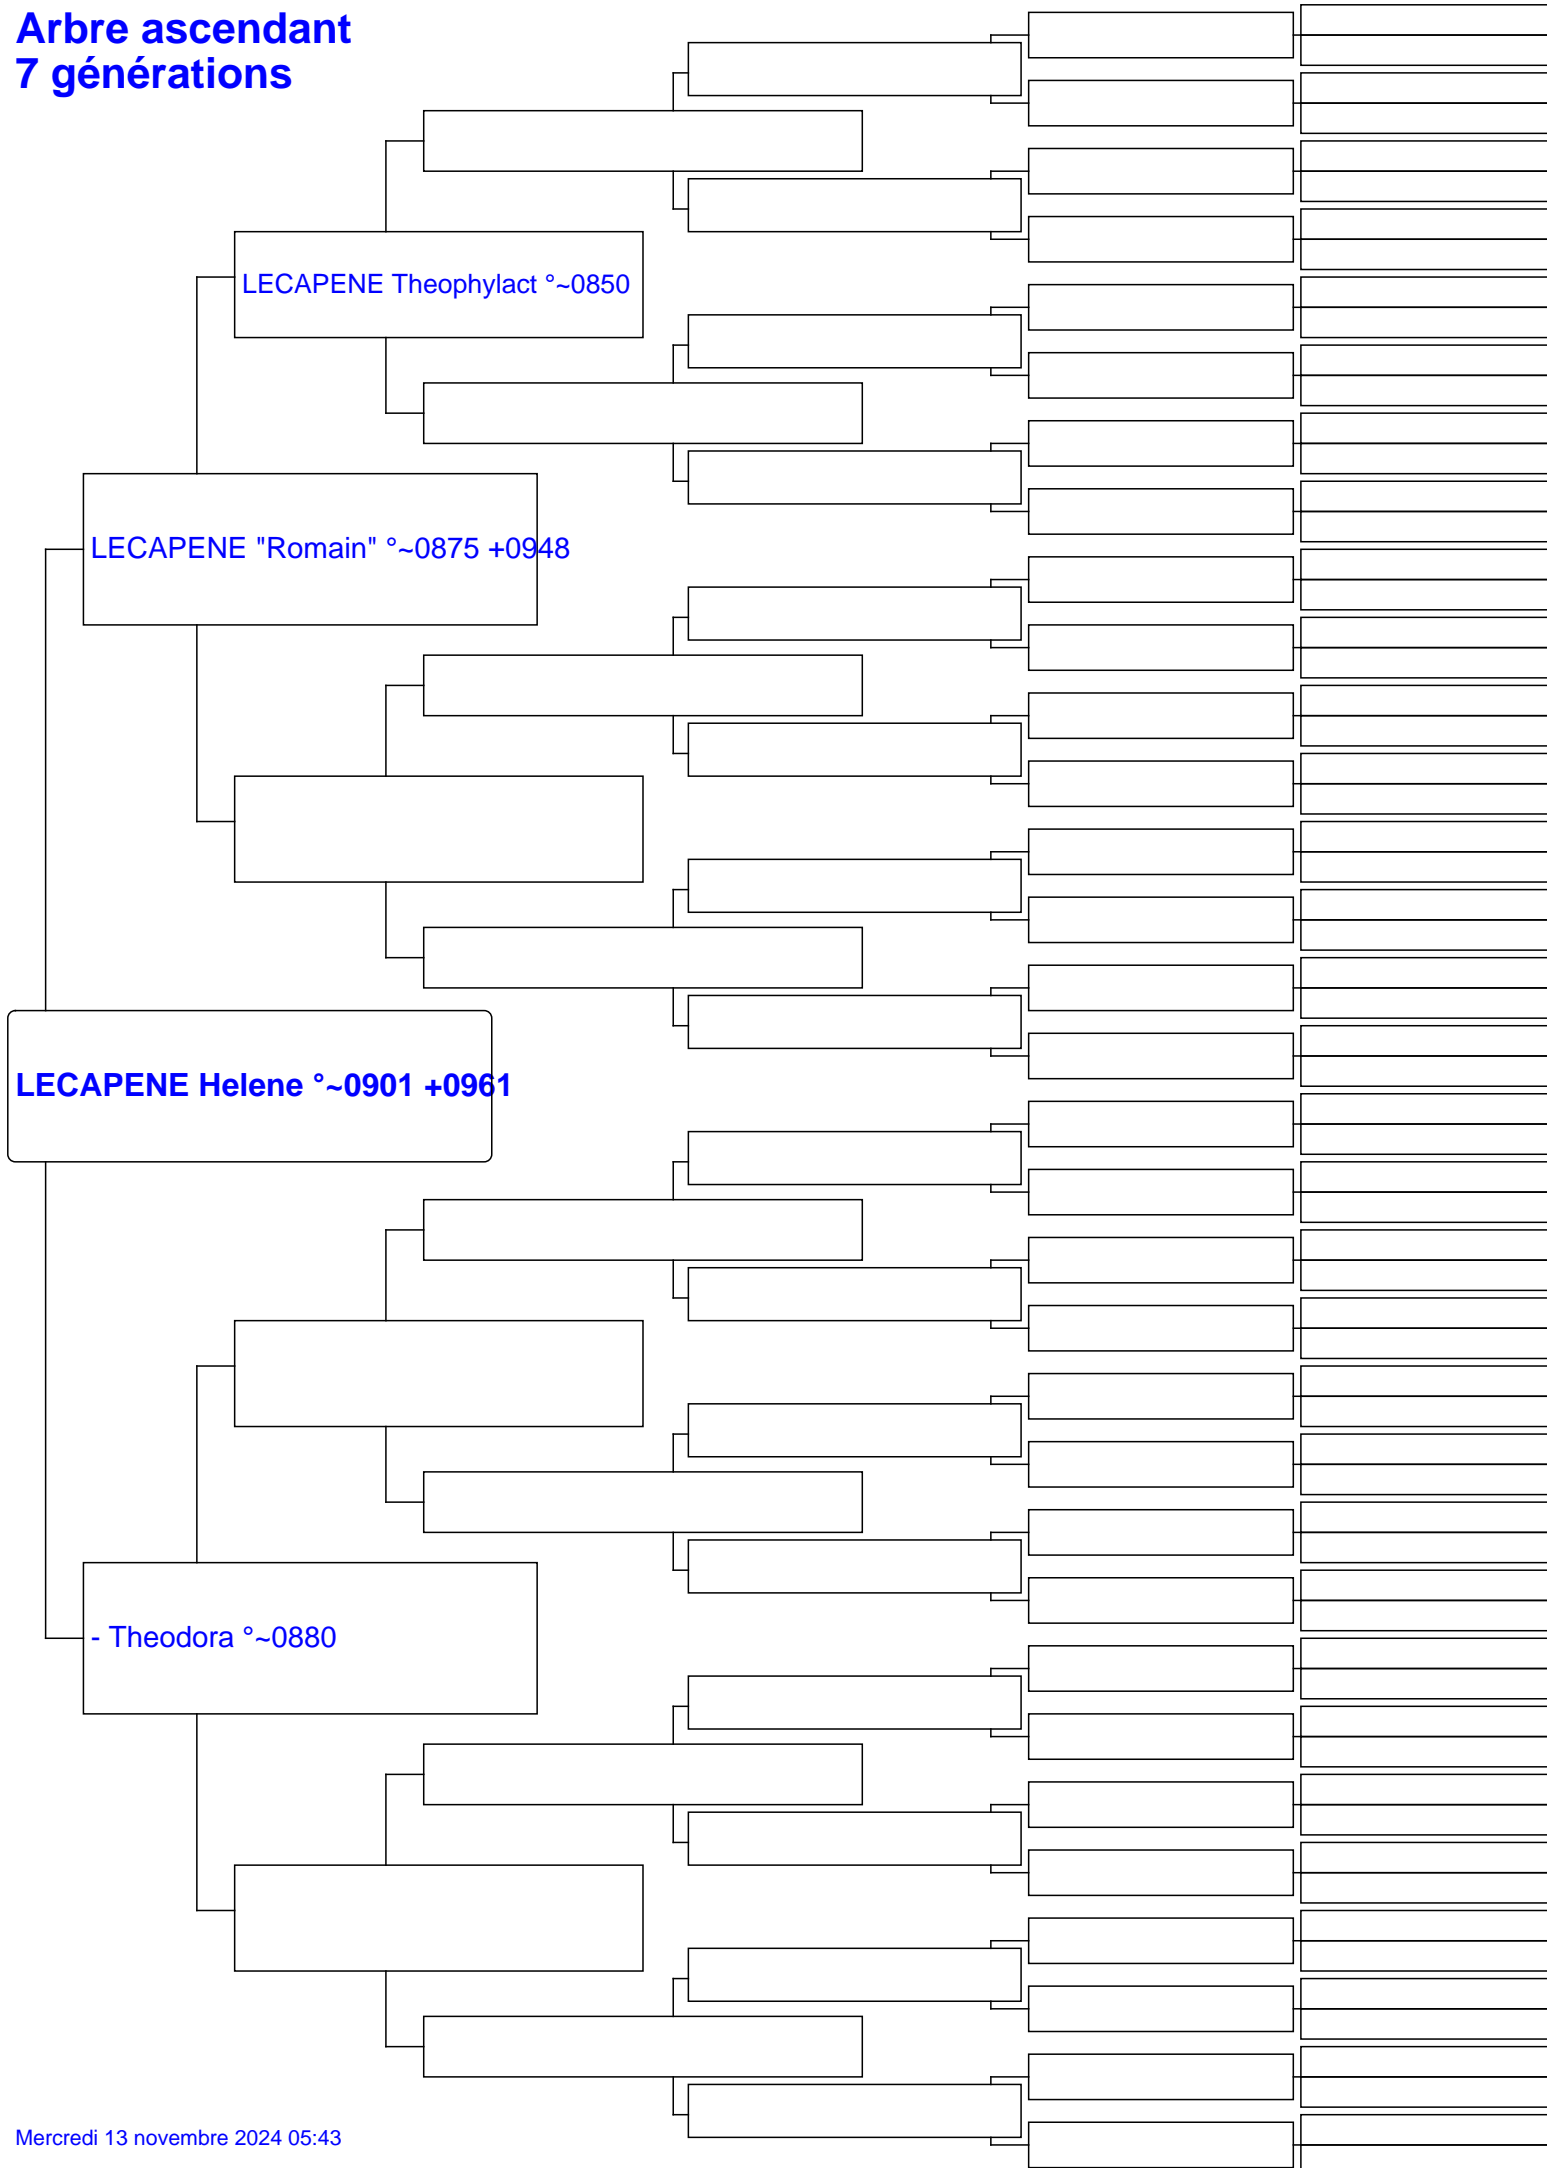 Arbre ascendant
7 générations
LECAPENE Theophylact °~0850
LECAPENE "Romain" °~0875 +0948
LECAPENE Helene °~0901 +0961
- Theodora °~0880
Mercredi 13 novembre 2024 05:43